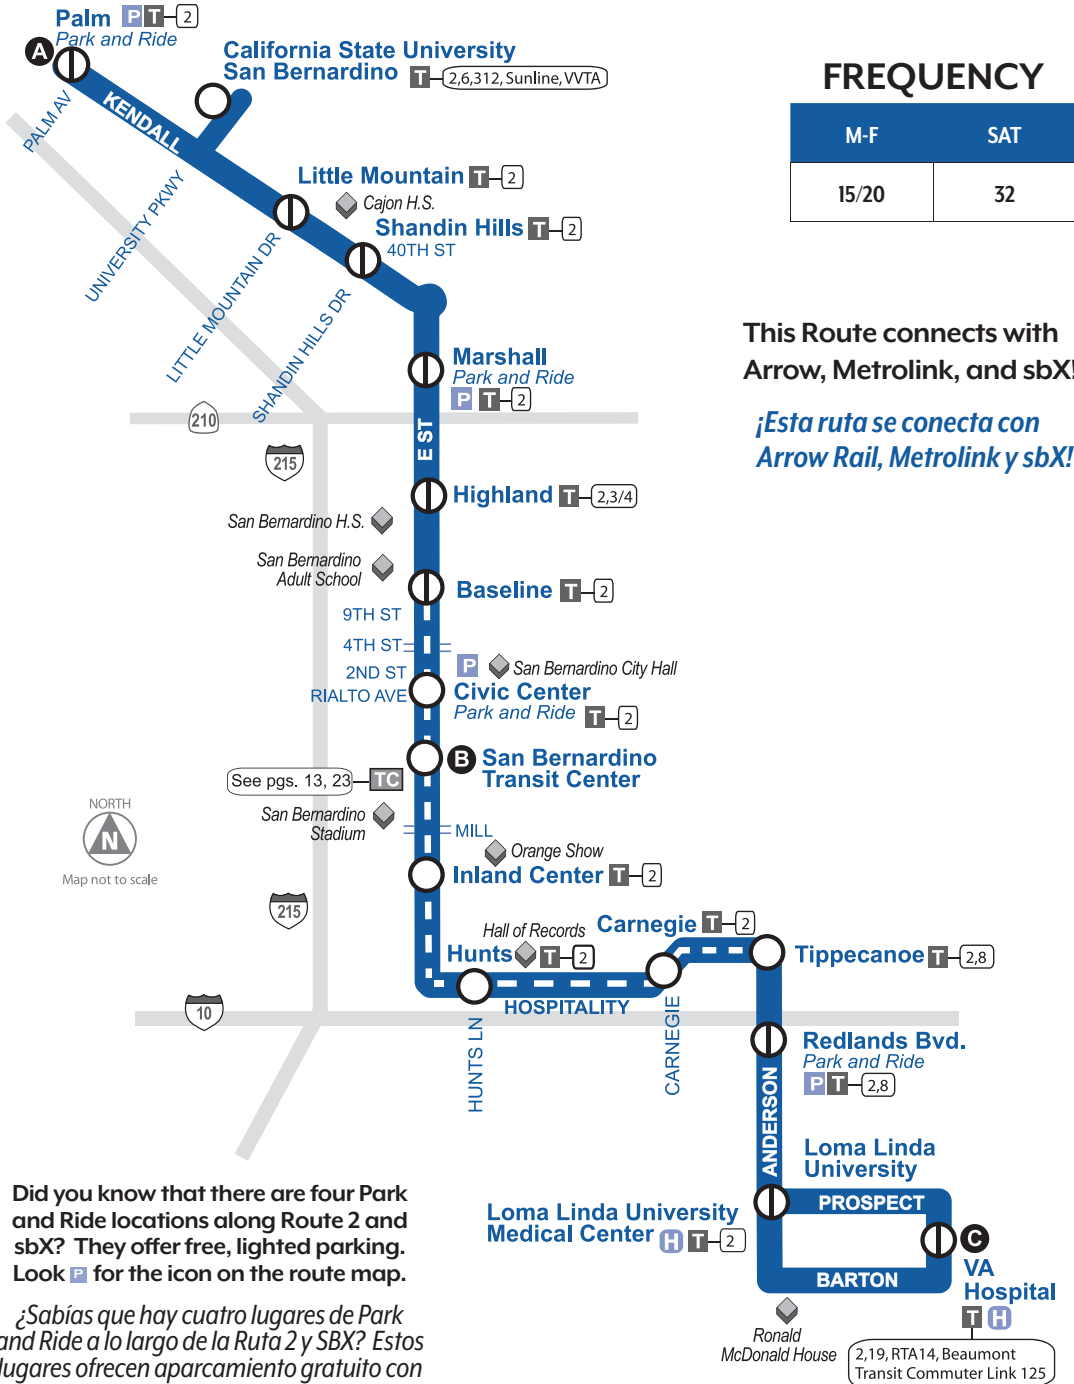 Palm P T 2
Park and Ride
A
California State University
San Bernardino T 2,6,312, Sunline, VVTA
PALM AV
KENDALL
UNIVERSITY PKWY
Little Mountain T 2
Cajon H.S.
Shandin Hills T 2
40TH ST
LITTLE MOUNTAIN DR
SHANDIN HILLS DR
FREQUENCY
M-F SAT
15/20 32
This Route connects with
Arrow, Metrolink, and sbX!
¡Esta ruta se conecta con
Arrow Rail, Metrolink y sbX!
Marshall
Park and Ride
P T 2
210
E ST
215
Highland T 2,3/4
San Bernardino H.S.
San Bernardino
Adult School
Baseline T 2
9TH ST
4TH ST
2ND ST
RIALTO AVE
P San Bernardino City Hall
Civic Center
Park and Ride T 2
B San Bernardino
Transit Center
See pgs. 13, 23 TC
San Bernardino
Stadium
MILL
NORTH
N
Map not to scale
Orange Show
Inland Center T 2
215
Hall of Records
Hunts T 2
Carnegie T 2
Tippecanoe T 2,8
HOSPITALITY
10
HUNTS LN
CARNEGIE
Redlands Bvd.
Park and Ride
P T 2,8
ANDERSON
Loma Linda
University
PROSPECT
Loma Linda University
Medical Center H T 2
C
VA
Hospital
T H
BARTON
Ronald
McDonald House
2,19, RTA14, Beaumont
Transit Commuter Link 125
Did you know that there are four Park
and Ride locations along Route 2 and
sbX? They offer free, lighted parking.
Look P for the icon on the route map.
¿Sabías que hay cuatro lugares de Park
and Ride a lo largo de la Ruta 2 y SBX? Estos
lugares ofrecen aparcamiento gratuito con